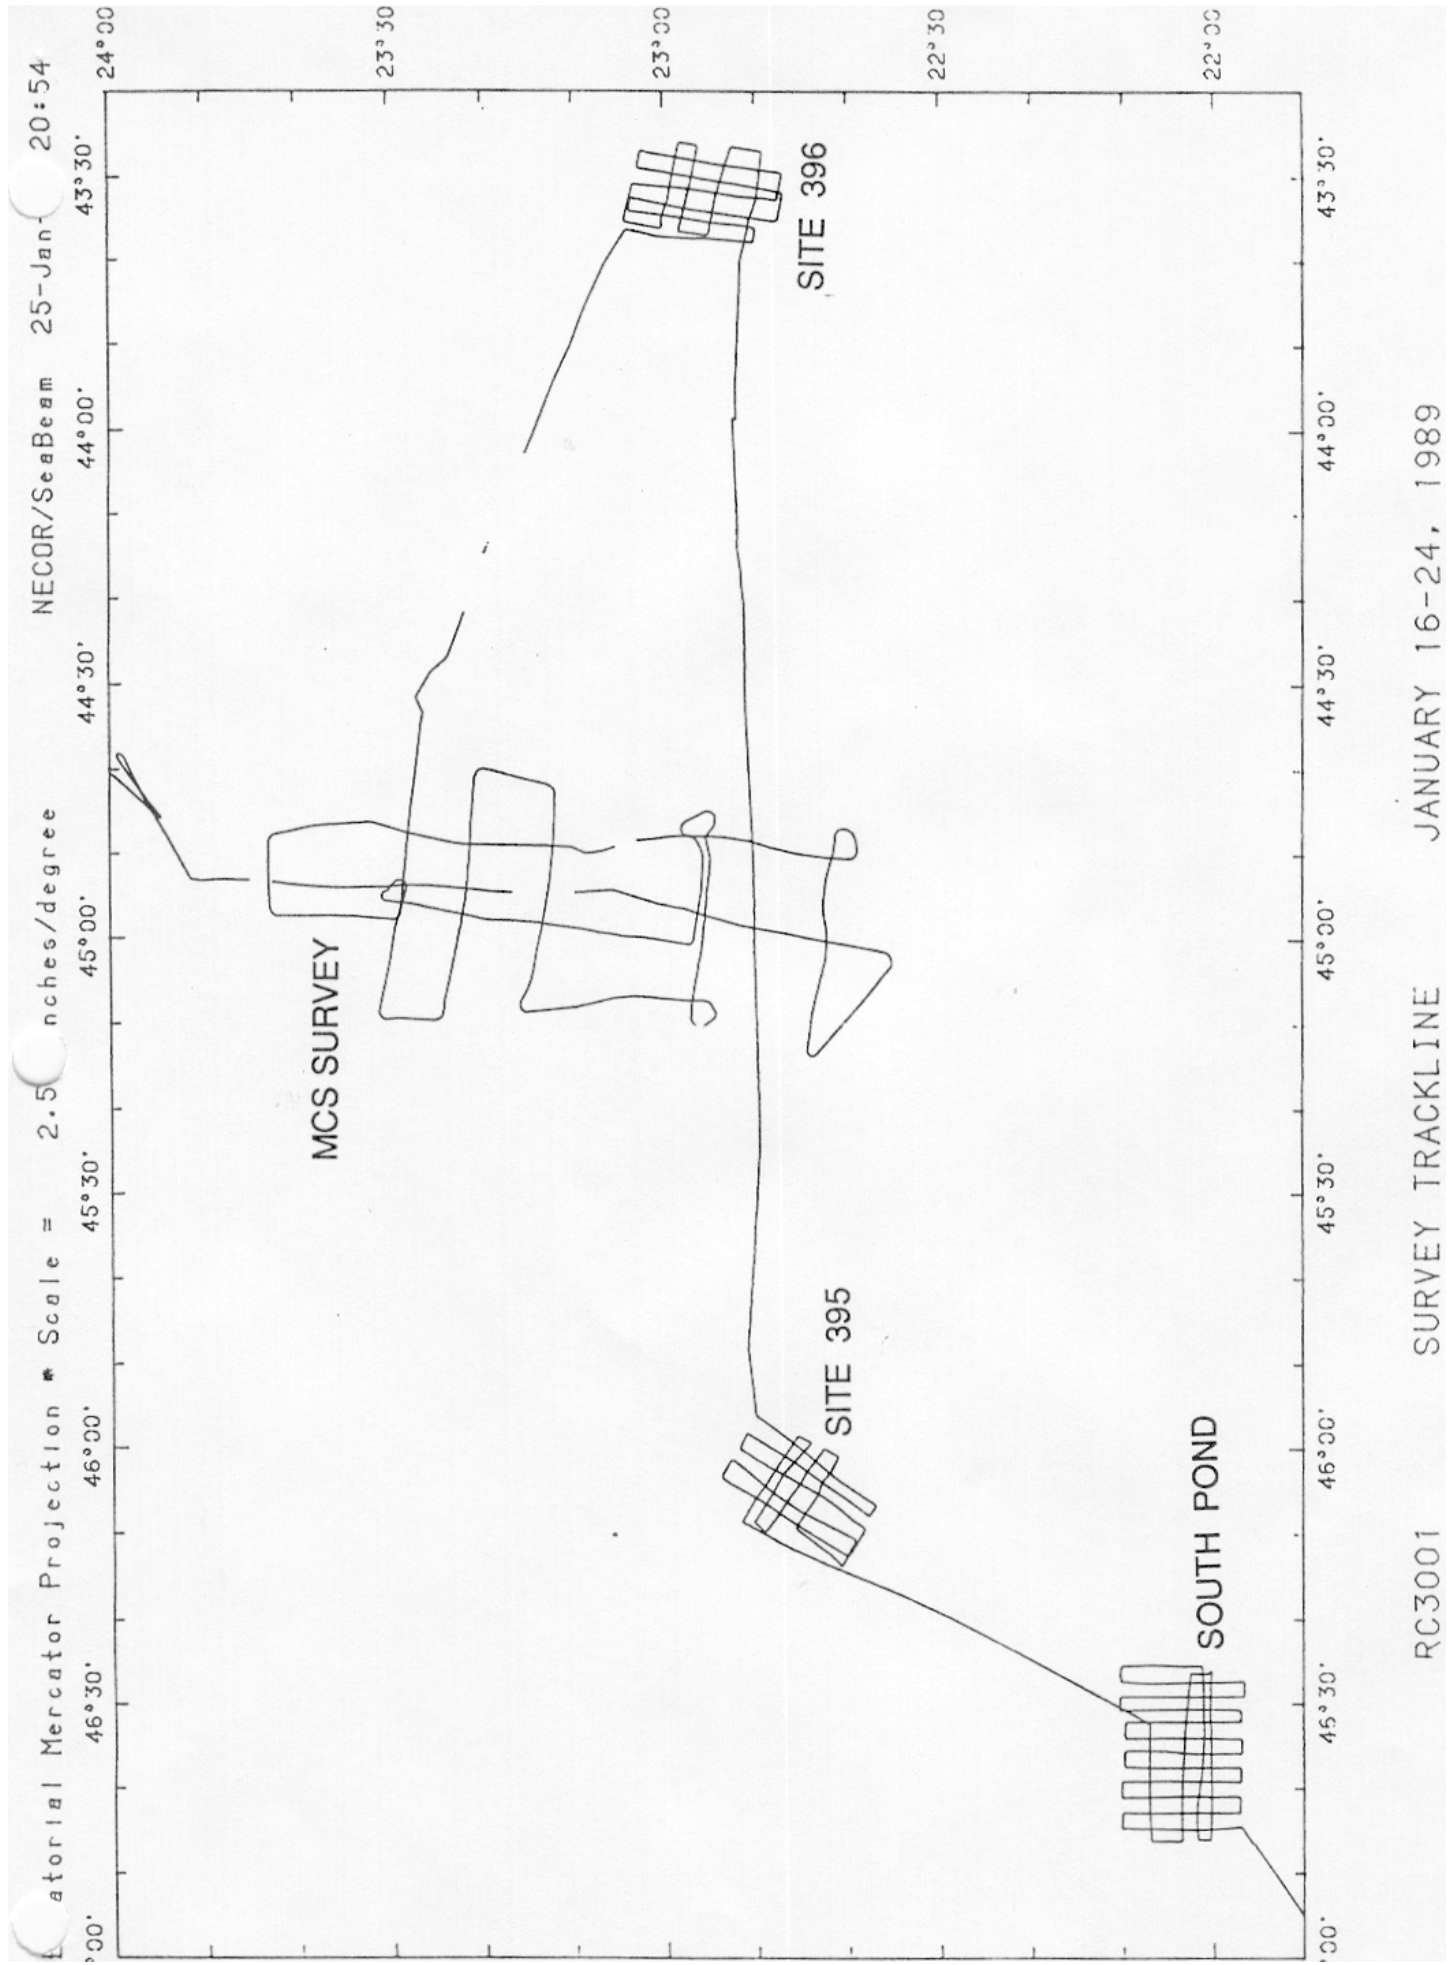 atorial Mercator Projection * Scale = 2.5 nches/degree NECOR/SeaBeam 25-Jan- 20:54
°00' 46°30' 46°00' 45°30' 45°00' 44°30' 44°00' 43°30'
24°00
23°30
23°00
22°30
22°00
MCS SURVEY
SITE 396
SITE 395
SOUTH POND
°00' 46°30' 46°00' 45°30' 45°00' 44°30' 44°00' 43°30'
RC3001 SURVEY TRACKLINE JANUARY 16-24, 1989